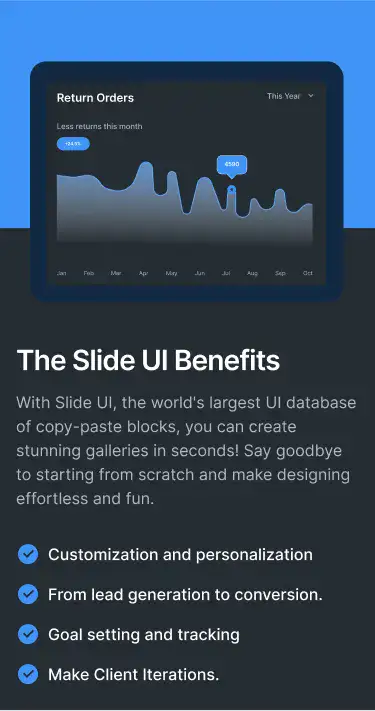 Return Orders
This Year
Less returns this month
Jan Feb Mar Apr May Jun Jul Aug Sep Oct
The Slide UI Benefits
With Slide UI, the world's largest UI database
of copy-paste blocks, you can create
stunning galleries in seconds! Say goodbye
to starting from scratch and make designing
effortless and fun.
Customization and personalization
From lead generation to conversion.
Goal setting and tracking
Make Client Iterations.